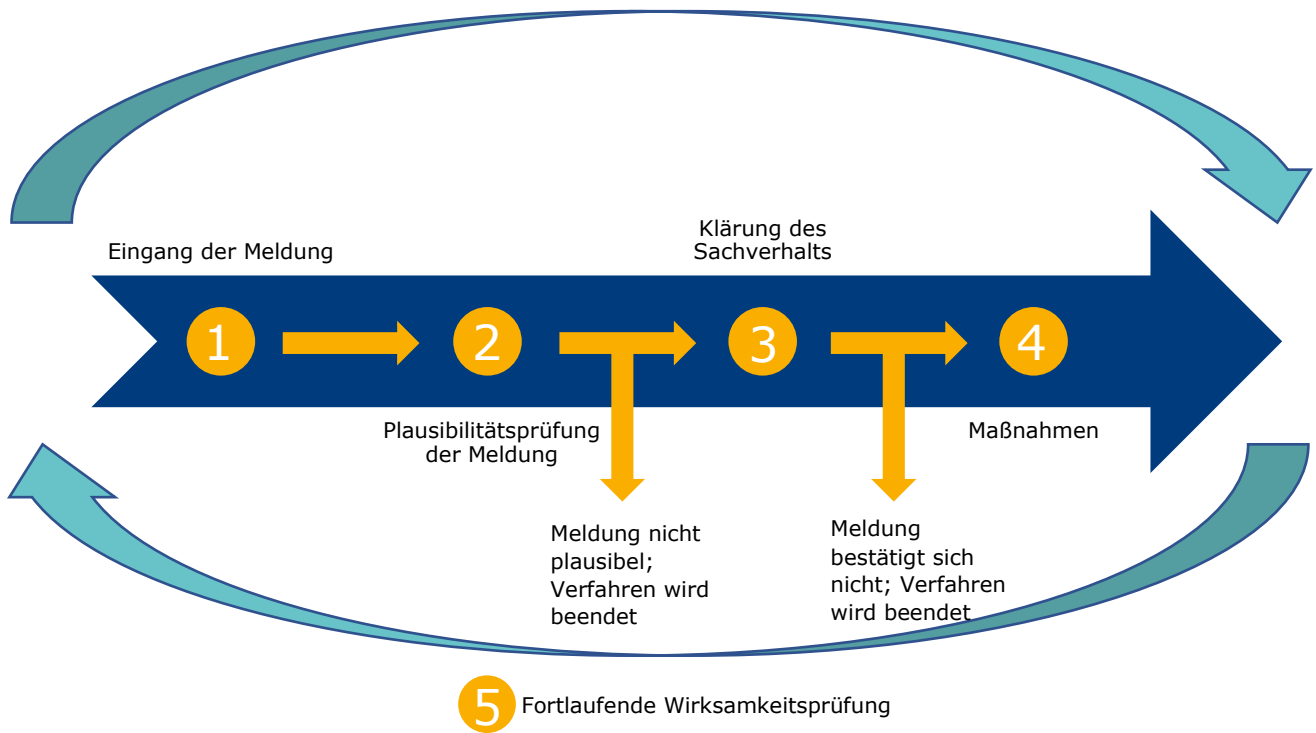 Eingang der Meldung
Klärung des
Sachverhalts
1
2
3
4
Plausibilitätsprüfung
der Meldung
Maßnahmen
Meldung nicht
plausibel;
Verfahren wird
beendet
Meldung
bestätigt sich
nicht; Verfahren
wird beendet
5 Fortlaufende Wirksamkeitsprüfung